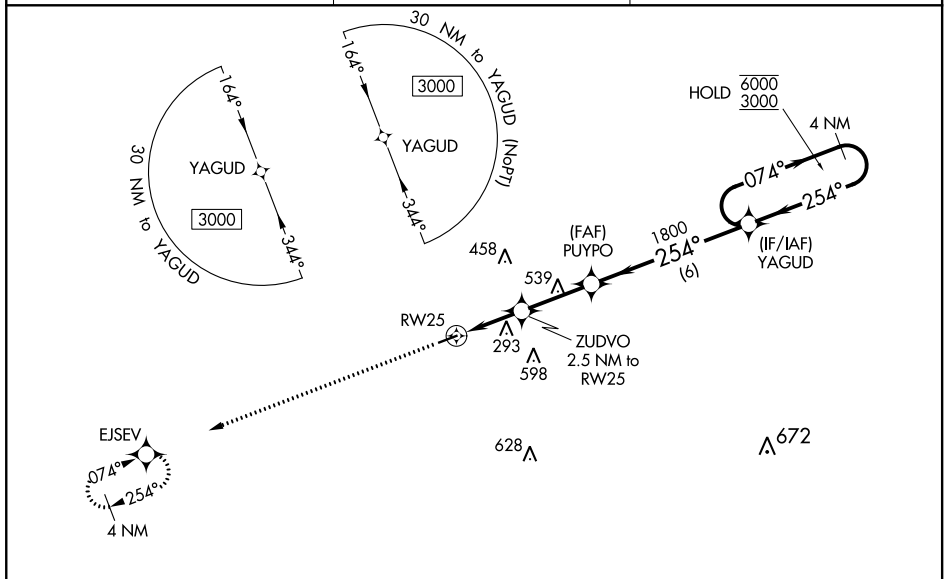 30 NM to YAGUD
164°
YAGUD
3000
344°
30 NM to YAGUD (NoPT)
164°
3000
YAGUD
344°
HOLD 6000
3000
4 NM
074°
254°
(IF/IAF)
YAGUD
1800
254°
(6)
(FAF)
PUYPO
458
539
RW25
293
598
ZUDVO
2.5 NM to
RW25
628
672
EJSEV
074°
254°
4 NM